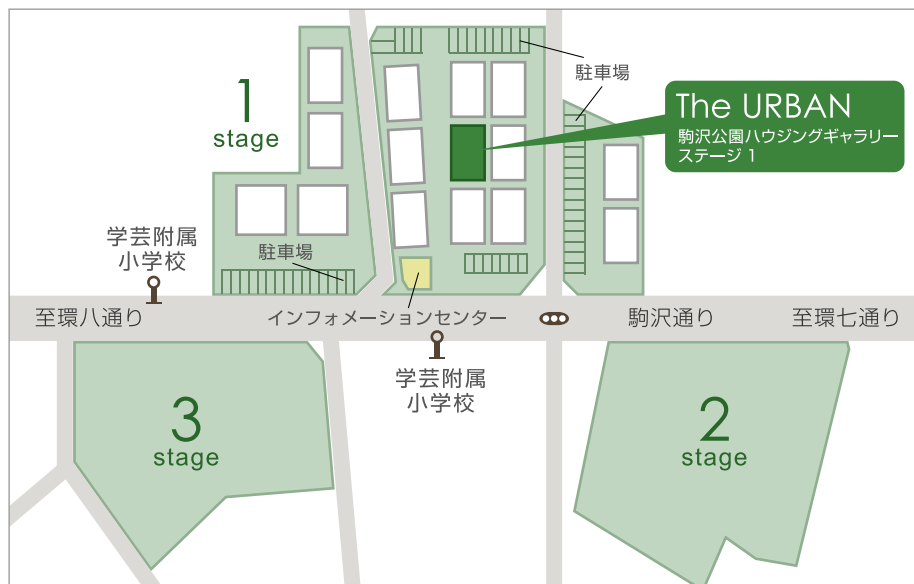 1
stage
駐車場
The URBAN
駒沢公園ハウジングギャラリー
ステージ1
学芸附属
小学校
駐車場
至環八通り
インフォメーションセンター
駒沢通り
至環七通り
学芸附属
小学校
3
stage
2
stage